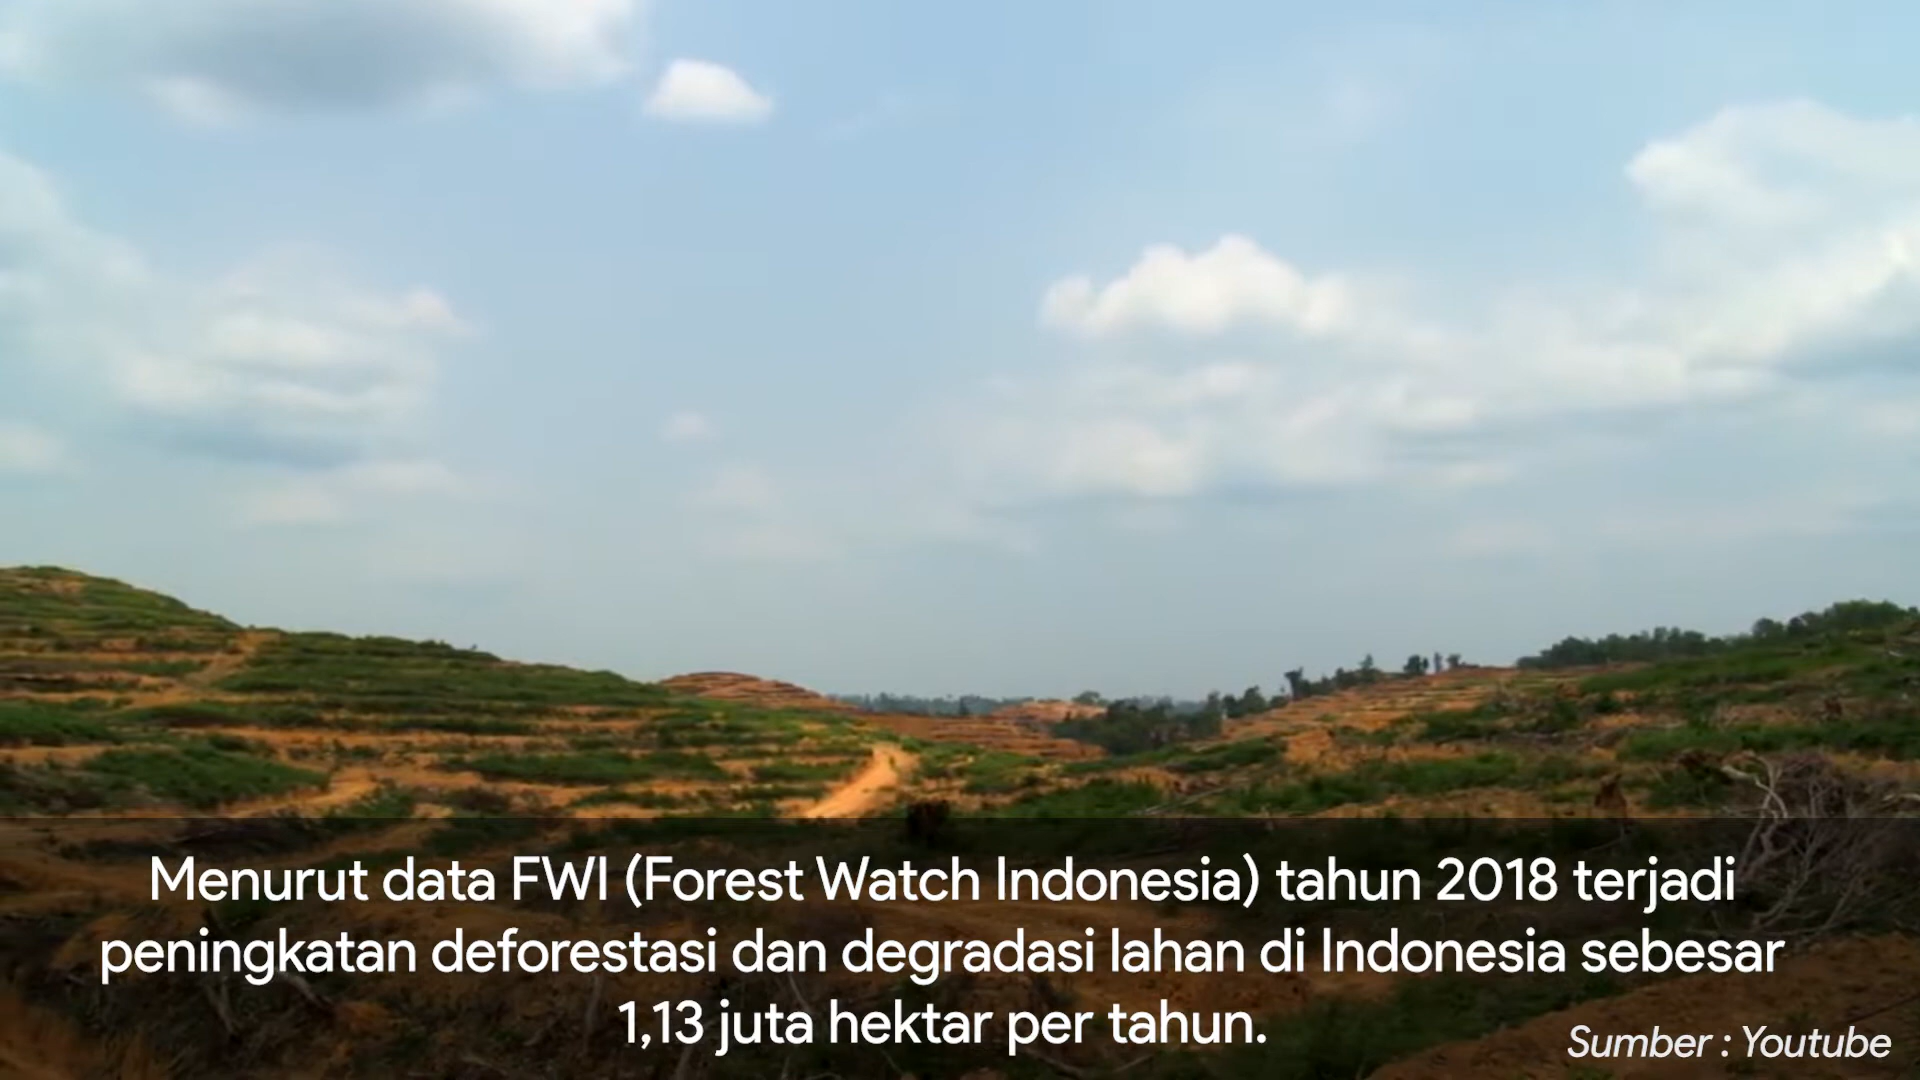 Menurut data FWI (Forest Watch Indonesia) tahun 2018 terjadi
peningkatan deforestasi dan degradasi lahan di Indonesia sebesar
1,13 juta hektar per tahun.
Sumber : Youtube